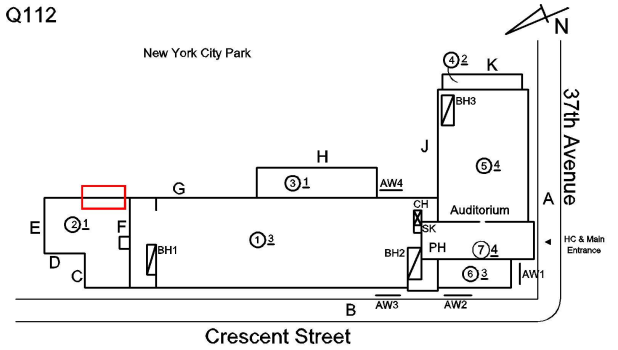 Q112
N
New York City Park
4 2
K
BH3
37th Avenue
H
J
5 4
3 1
AW4
G
A
CH
Auditorium
E
2 1
F
1 3
SK
BH1
BH2
PH
7 4
HC & Main
Entrance
D
C
6 3
AW1
B
AW3
AW2
Crescent Street